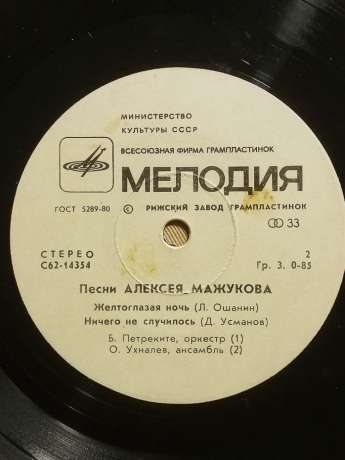 МИНИСТЕРСТВО
КУЛЬТУРЫ СССР
ВСЕСОЮЗНАЯ ФИРМА ГРАМПЛАСТИНОК
МЕЛОДИЯ
ГОСТ 5289-80 © РИЖСКИЙ ЗАВОД ГРАМПЛАСТИНОК 33
СТЕРЕО 2
С62-14354 Гр. 3. 0-85
Песни АЛЕКСЕЯ МАЖУКОВА
Желтоглазая ночь (Л. Ошанин)
Ничего не случилось (Д. Усманов)
Б. Петреките, оркестр (1)
О. Ухналев, ансамбль (2)